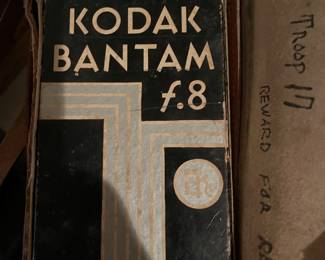 KODAK
BANTAM
f.8
TROOP 17
REWARD FOR